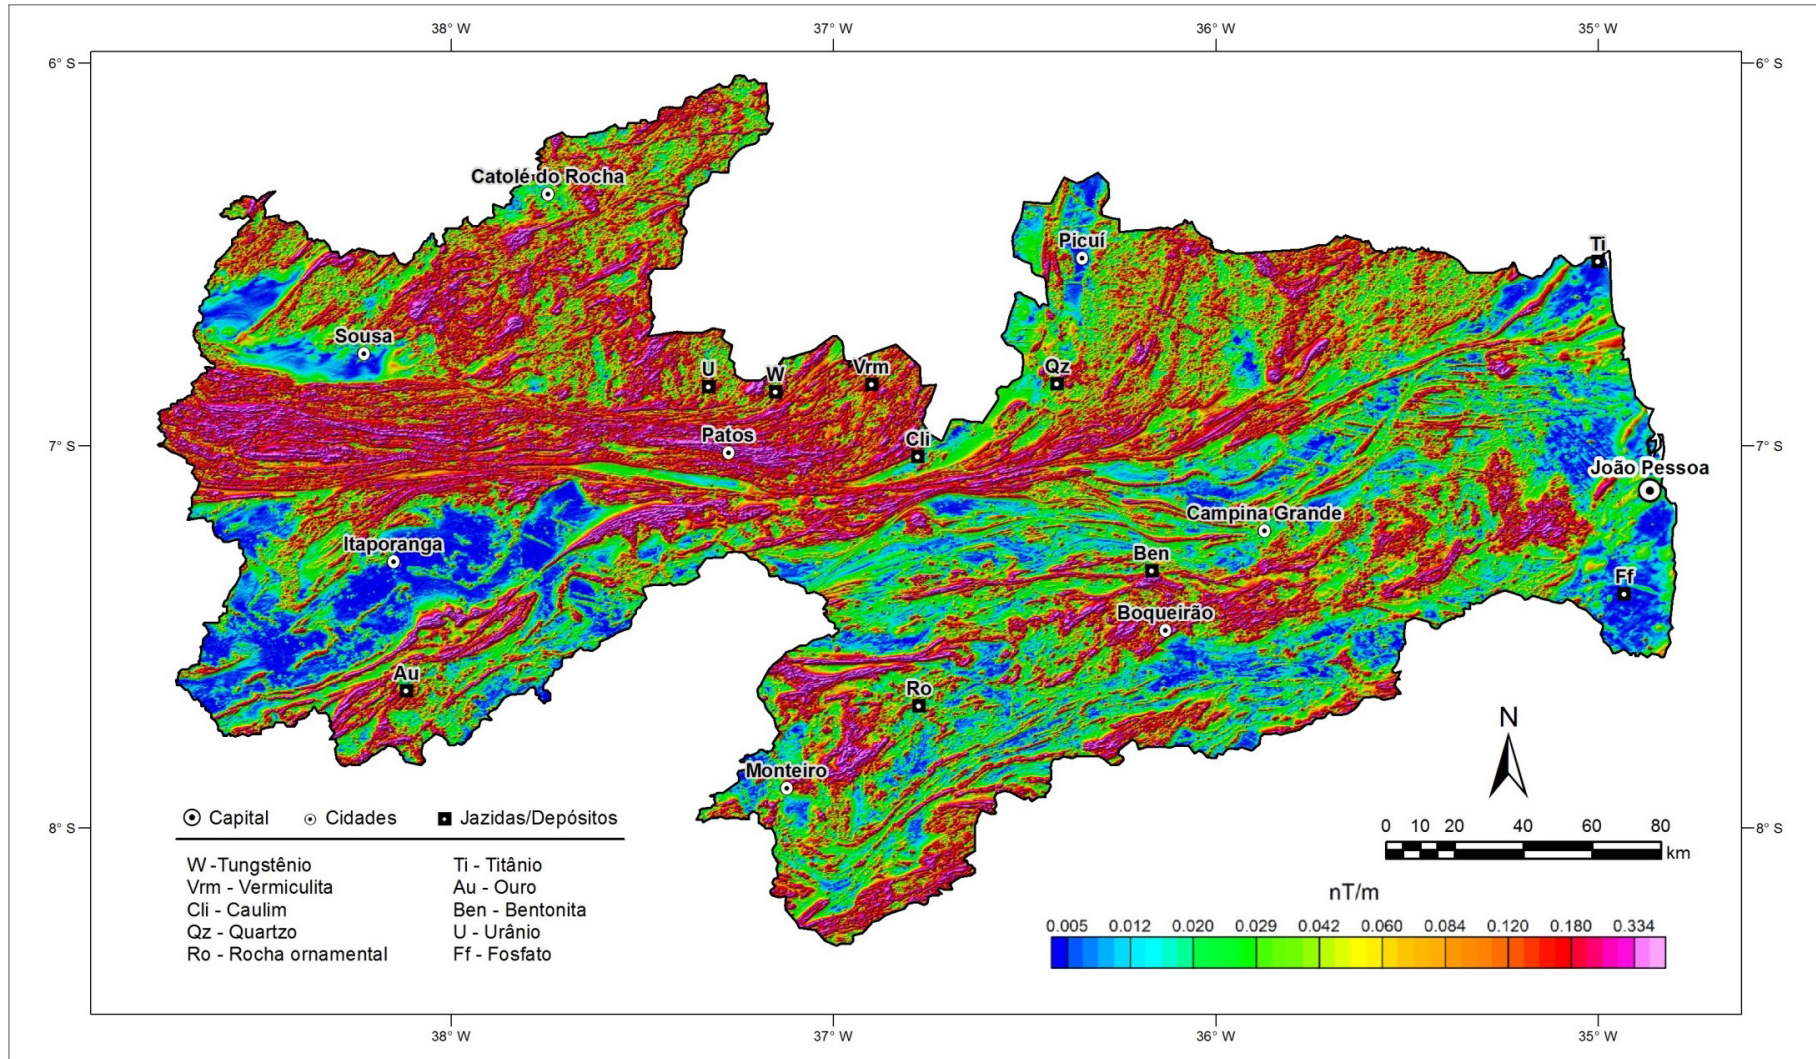 38° W 37° W 36° W 35° W
6° S 6° S
Catolé do Rocha
Picuí
Ti
Sousa
U W Vrm Qz
Patos Cli
7° S 7° S
João Pessoa
Campina Grande
Itaporanga
Ben
Ff
Boqueirão
Au
Ro
N
Monteiro
Capital Cidades Jazidas/Depósitos
8° S 8° S
0 10 20 40 60 80
km
W -Tungstênio Ti - Titânio
Vrm - Vermiculita Au - Ouro
Cli - Caulim Ben - Bentonita
Qz - Quartzo U - Urânio
Ro - Rocha ornamental Ff - Fosfato
nT/m
0.005 0.012 0.020 0.029 0.042 0.060 0.084 0.120 0.180 0.334
38° W 37° W 36° W 35° W